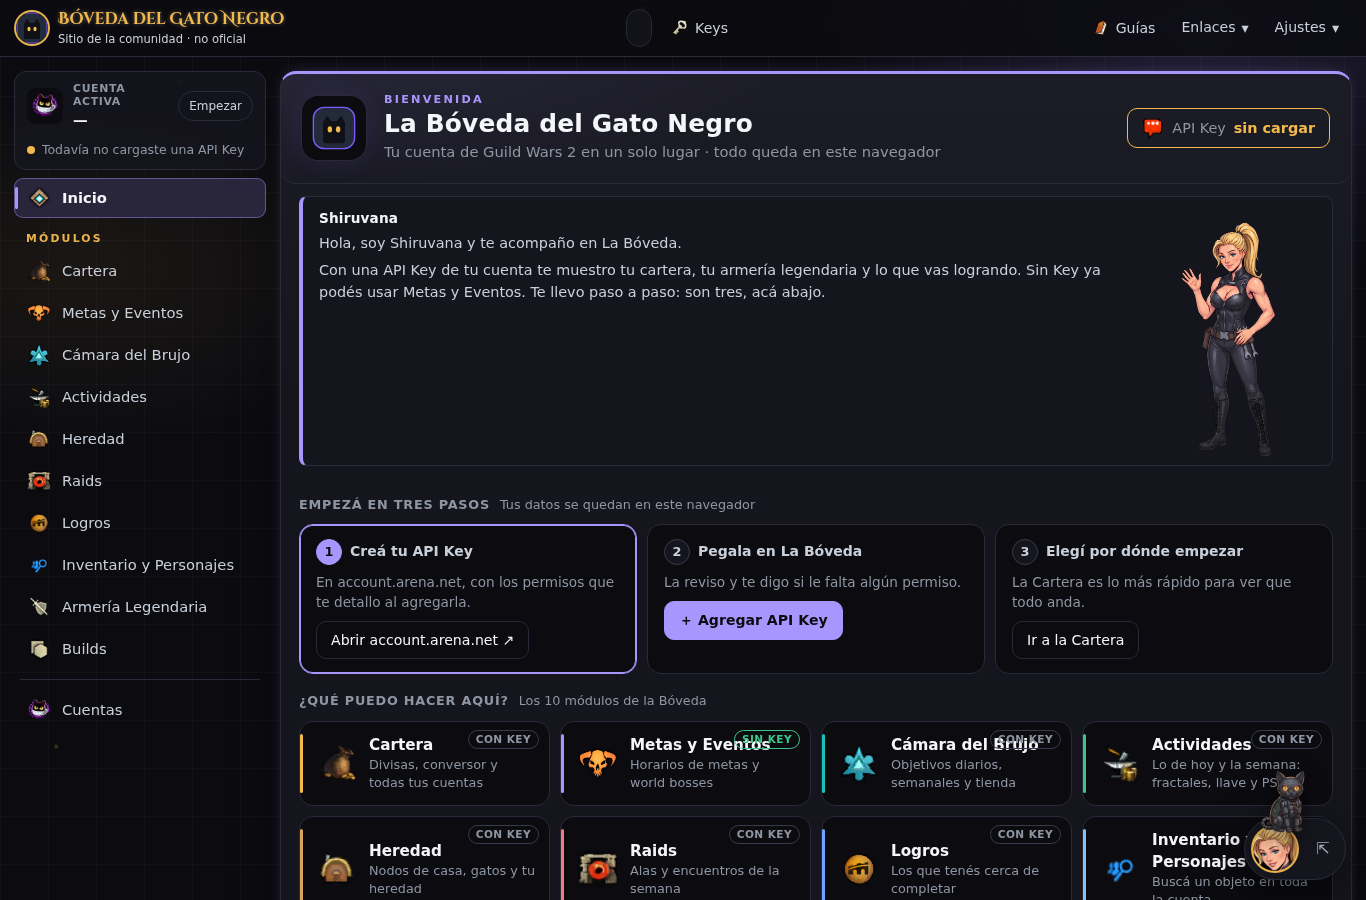 BÓVEDA DEL GATO NEGRO
Sitio de la comunidad · no oficial
Keys
Guías
Enlaces ▾
Ajustes ▾
CUENTA
ACTIVA
—
Empezar
Todavía no cargaste una API Key
Inicio
MÓDULOS
Cartera
Metas y Eventos
Cámara del Brujo
Actividades
Heredad
Raids
Logros
Inventario y Personajes
Armería Legendaria
Builds
Cuentas
BIENVENIDA
La Bóveda del Gato Negro
Tu cuenta de Guild Wars 2 en un solo lugar · todo queda en este navegador
API Key sin cargar
Shiruvana
Hola, soy Shiruvana y te acompaño en La Bóveda.
Con una API Key de tu cuenta te muestro tu cartera, tu armería legendaria y lo que vas logrando. Sin Key ya
podés usar Metas y Eventos. Te llevo paso a paso: son tres, acá abajo.
EMPEZÁ EN TRES PASOS Tus datos se quedan en este navegador
1 Creá tu API Key
En account.arena.net, con los permisos que
te detallo al agregarla.
Abrir account.arena.net ↗
2 Pegala en La Bóveda
La reviso y te digo si le falta algún permiso.
+ Agregar API Key
3 Elegí por dónde empezar
La Cartera es lo más rápido para ver que
todo anda.
Ir a la Cartera
¿QUÉ PUEDO HACER AQUÍ? Los 10 módulos de la Bóveda
Cartera
CON KEY
Divisas, conversor y
todas tus cuentas
Metas y Eventos
SIN KEY
Horarios de metas y
world bosses
Cámara del Brujo
CON KEY
Objetivos diarios,
semanales y tienda
Actividades
CON KEY
Lo de hoy y la semana:
fractales, llave y
Heredad
CON KEY
Nodos de casa, gatos y tu
heredad
Raids
CON KEY
Alas y encuentros de la
semana
Logros
CON KEY
Los que tenés cerca de
completar
Inventario
Personajes
Buscá un objeto en toda
la cuenta